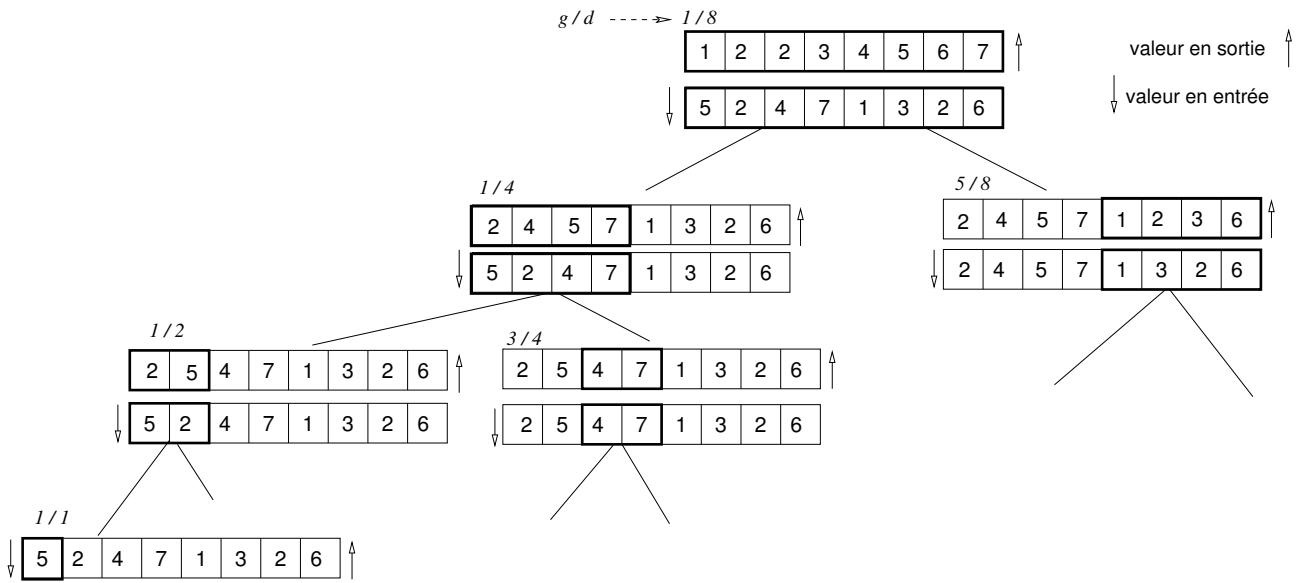 g / d 1 / 8
1 2 2 3 4 5 6 7
valeur en sortie
5 2 4 7 1 3 2 6
valeur en entrée
1 / 4
2 4 5 7 1 3 2 6
5 2 4 7 1 3 2 6
5 / 8
2 4 5 7 1 2 3 6
2 4 5 7 1 3 2 6
1 / 2
2 5 4 7 1 3 2 6
5 2 4 7 1 3 2 6
3 / 4
2 5 4 7 1 3 2 6
2 5 4 7 1 3 2 6
1 / 1
5 2 4 7 1 3 2 6